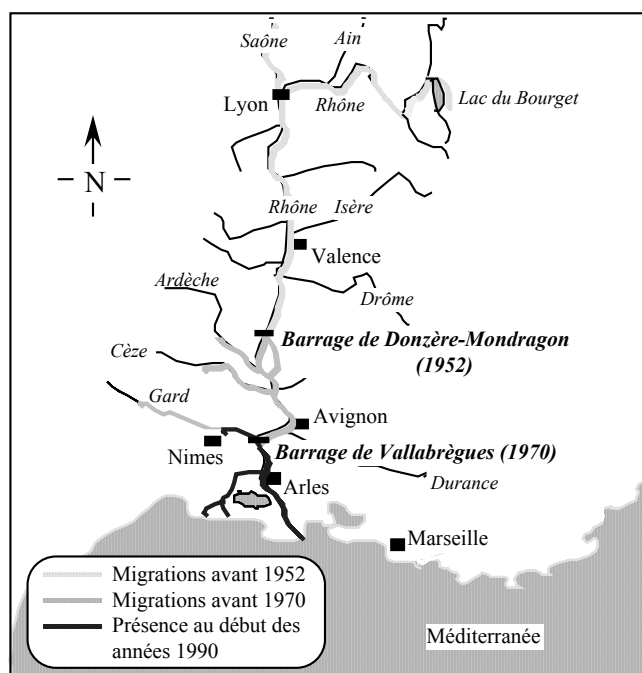 Saône
Ain
Lyon
Rhône
Lac du Bourget
N
Rhône
Isère
Valence
Ardèche
Drôme
Barrage de Donzère-Mondragon
(1952)
Cèze
Gard
Avignon
Nimes
Barrage de Vallabrègues (1970)
Arles
Durance
Marseille
Migrations avant 1952
Migrations avant 1970
Présence au début des
années 1990
Méditerranée